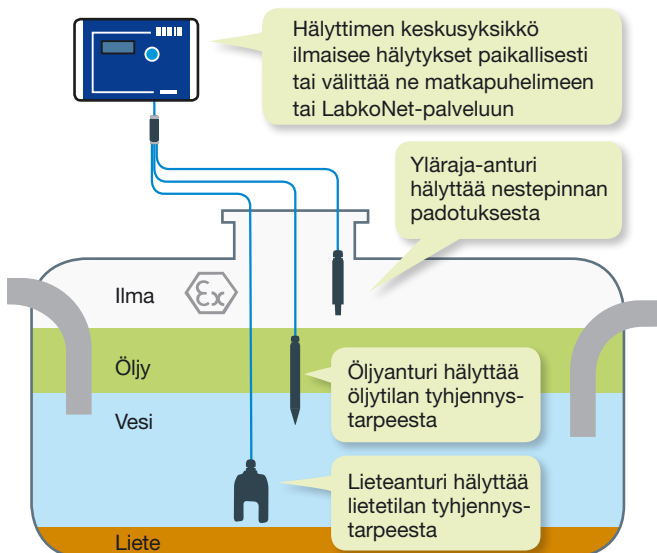 Hälyttimen keskusyksikkö
ilmaisee hälytykset paikallisesti
tai välittää ne matkapuhelimeen
tai LabkoNet-palveluun
Yläraja-anturi
hälyttää nestepinnan
padotuksesta
Ilma
Ex
Öljy
Öljyanturi hälyttää
öljytilan tyhjennys-
tarpeesta
Vesi
Lieteanturi hälyttää
lietetilan tyhjennys-
tarpeesta
Liete